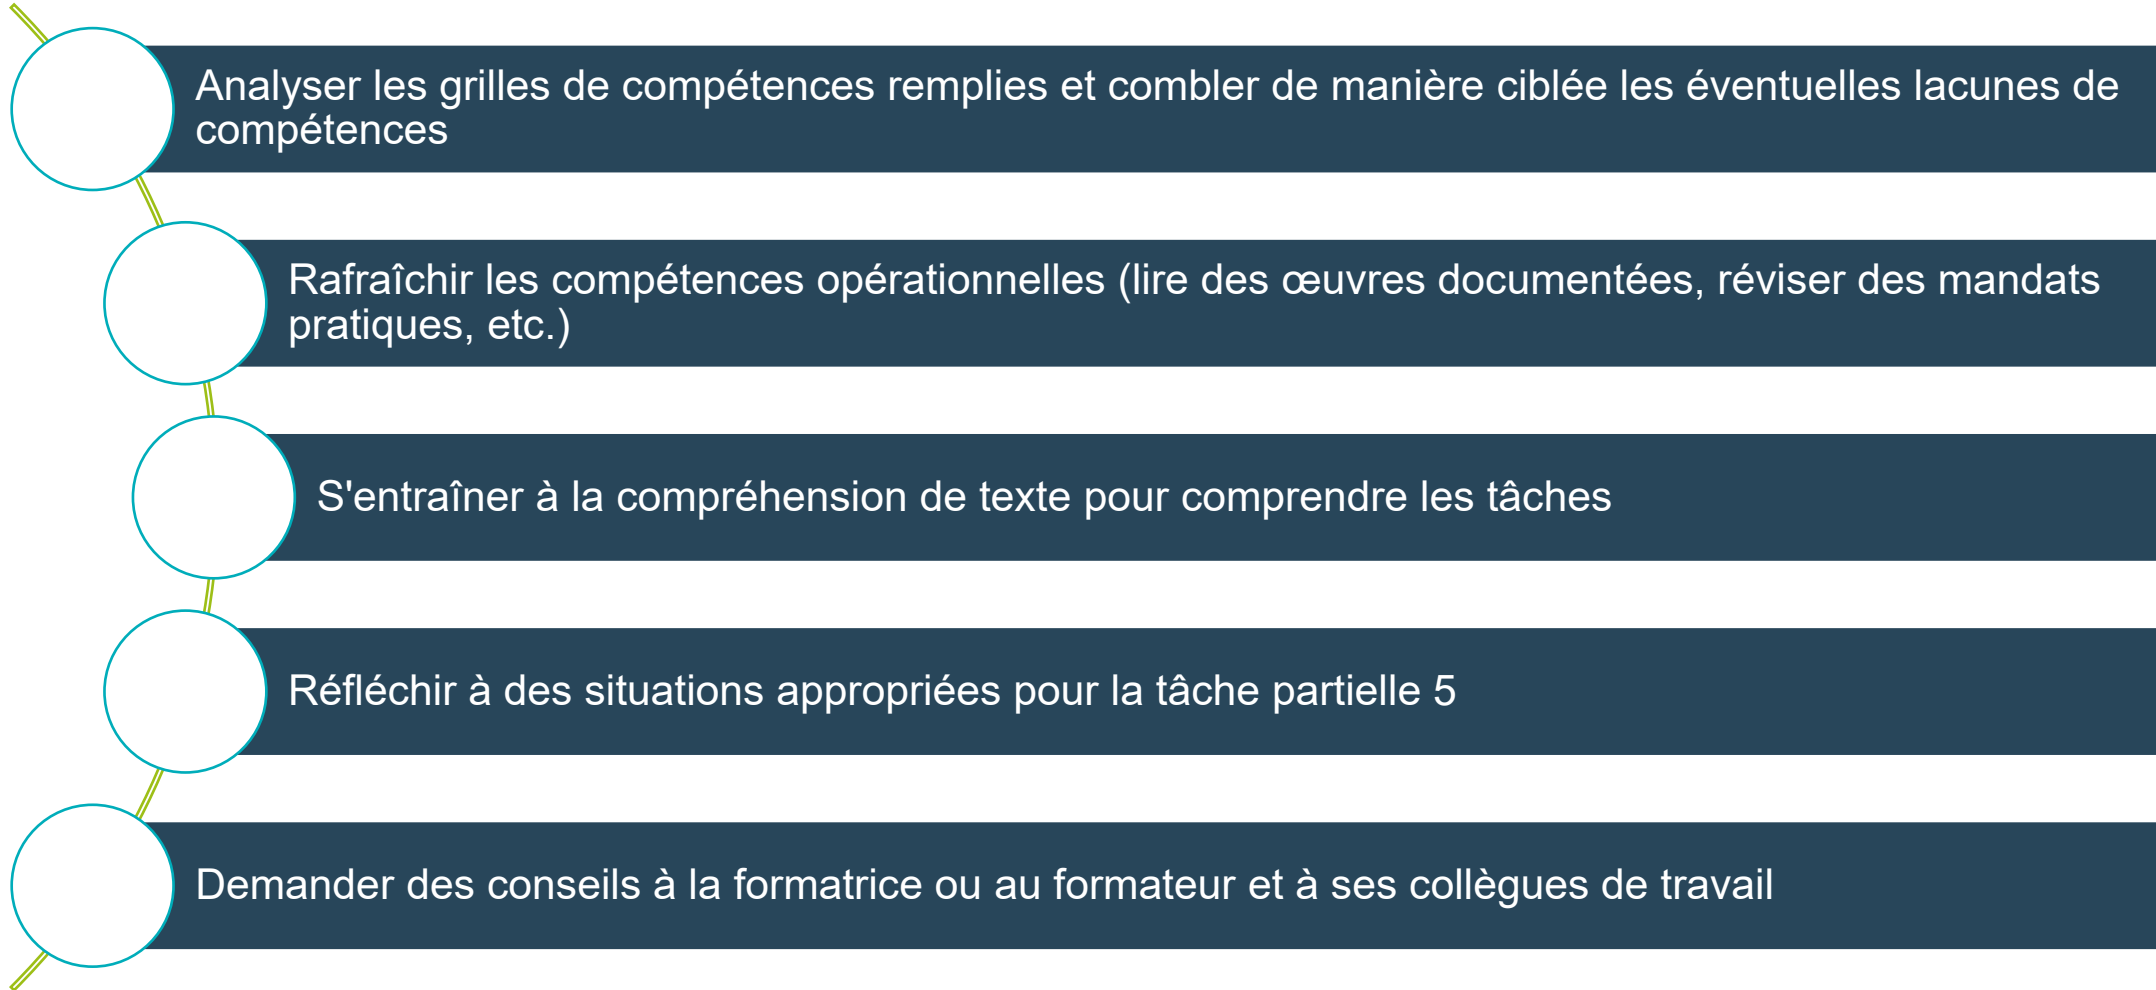 Analyser les grilles de compétences remplies et combler de manière ciblée les éventuelles lacunes de
compétences
Rafraîchir les compétences opérationnelles (lire des œuvres documentées, réviser des mandats
pratiques, etc.)
S'entraîner à la compréhension de texte pour comprendre les tâches
Réfléchir à des situations appropriées pour la tâche partielle 5
Demander des conseils à la formatrice ou au formateur et à ses collègues de travail